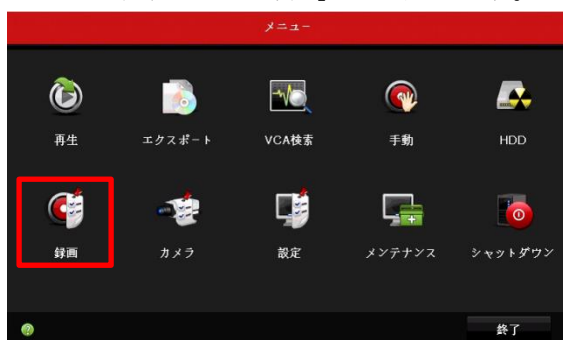 メニュー
再生 エクスポート VCA検索 手動 HDD
録画 カメラ 設定 メンテナンス シャットダウン
終了